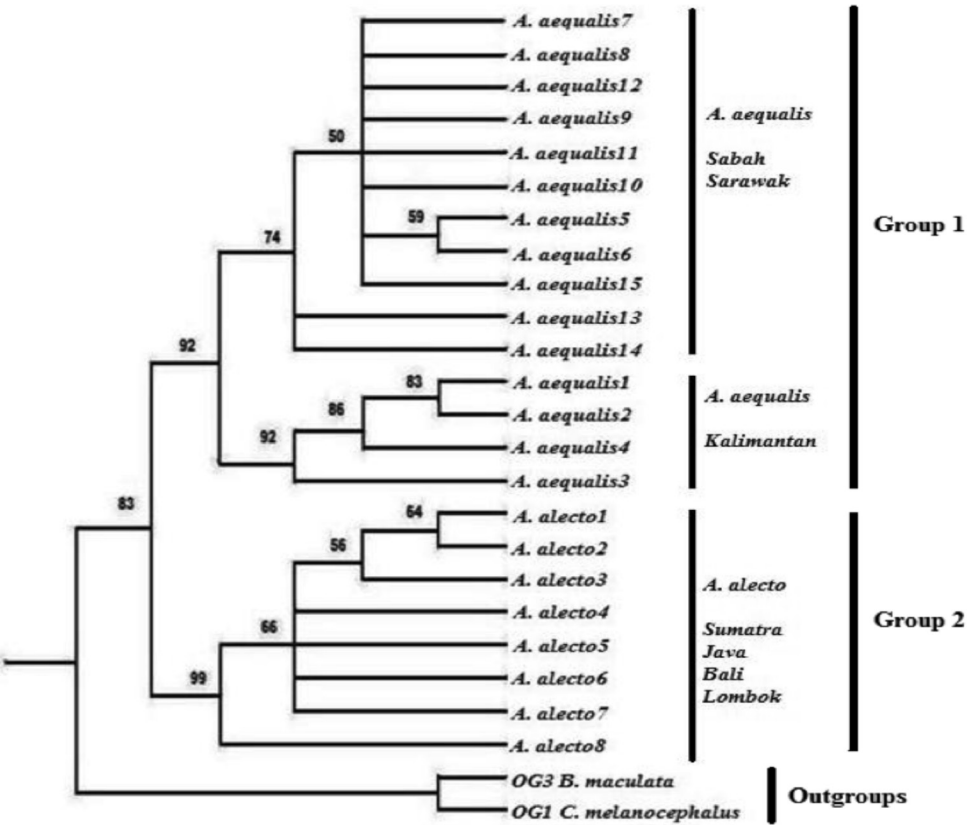 A. aequalis7
A. aequalis8
A. aequalis12
A. aequalis9
50
A. aequalis11
A. aequalis10
59
A. aequalis5
A. aequalis6
74
A. aequalis15
A. aequalis13
A. aequalis14
A. aequalis
Sabah
Sarawak
Group 1
92
83
A. aequalis1
86
A. aequalis2
92
A. aequalis4
A. aequalis3
A. aequalis
Kalimantan
83
64
A. alecto1
56
A. alecto2
A. alecto3
A. alecto4
66
A. alecto5
99
A. alecto6
A. alecto7
A. alecto8
A. alecto
Sumatra
Java
Bali
Lombok
Group 2
OG3 B. maculata
OG1 C. melanocephalus
Outgroups